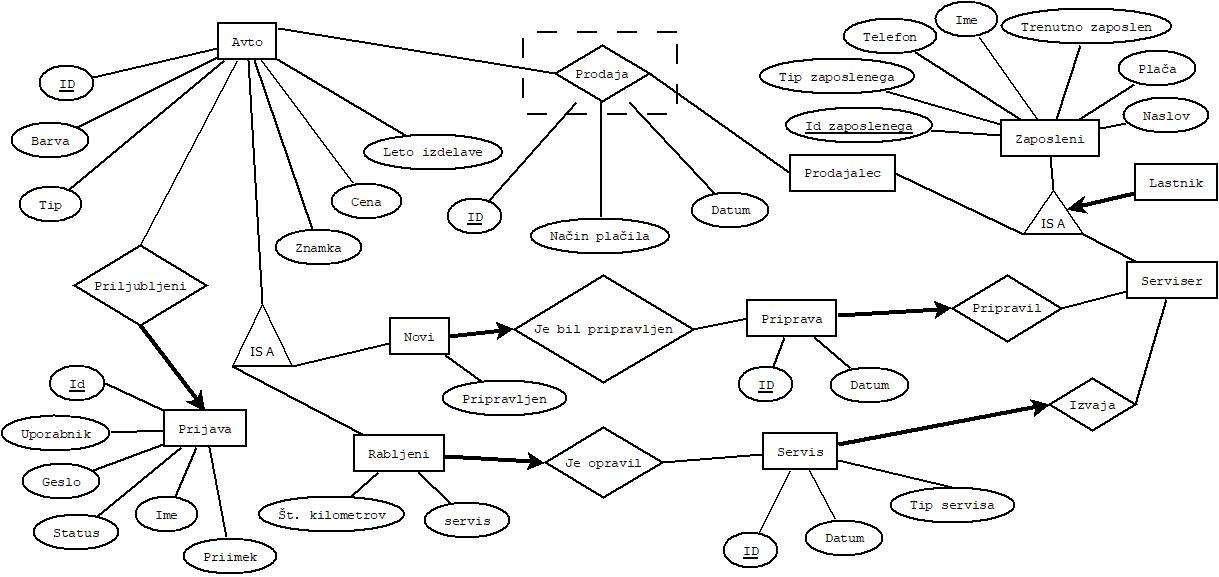 Avto
ID
Barva
Tip
Priljubljeni
Znamka
Cena
Leto izdelave
Prodaja
ID
Način plačila
Datum
Telefon
Ime
Trenutno zaposlen
Tip zaposlenega
Plača
Id zaposlenega
Naslov
Zaposleni
Prodajalec
Lastnik
IS A
Serviser
IS A
Novi
Je bil pripravljen
Priprava
Pripravil
Pripravljen
ID
Datum
Id
Uporabnik
Prijava
Geslo
Status
Ime
Priimek
Rabljeni
Je opravil
Servis
Izvaja
Št. kilometrov
servis
ID
Datum
Tip servisa